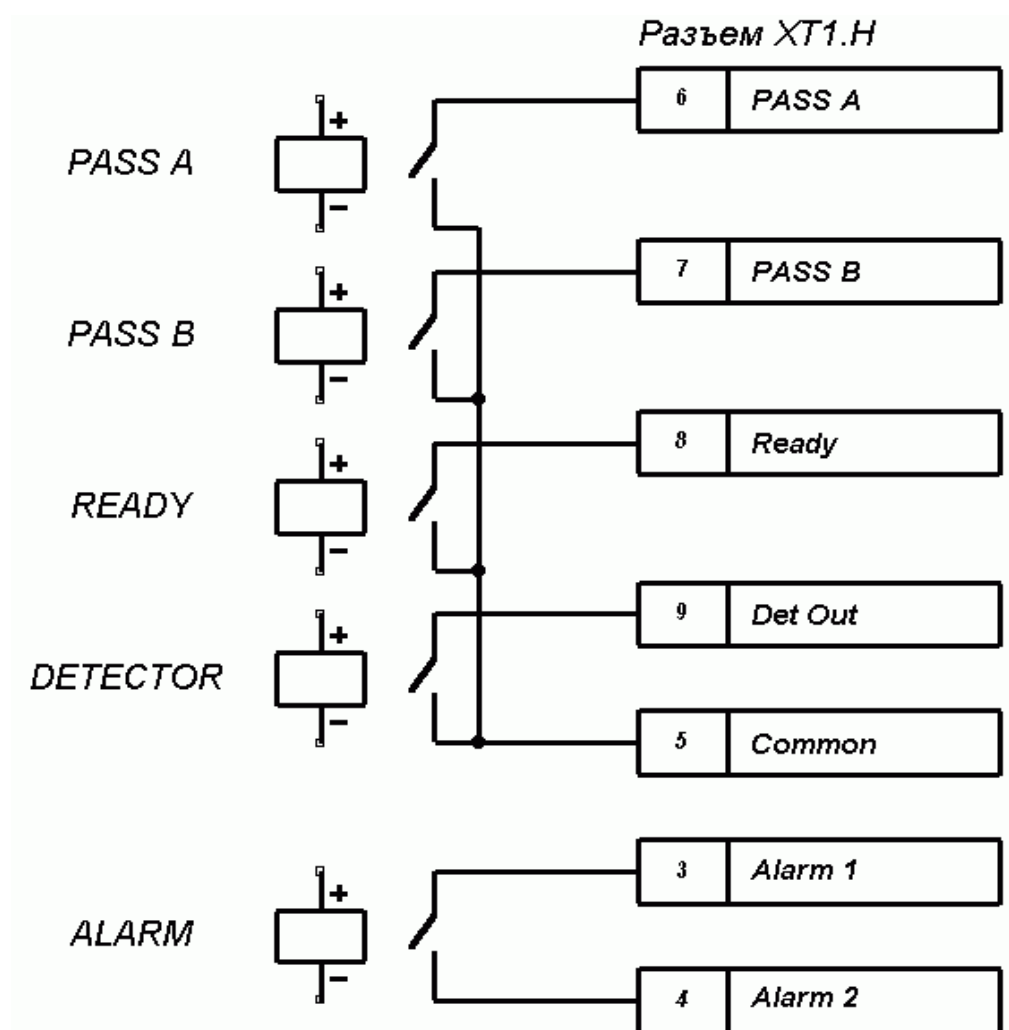 Разъем XT1.H
6 PASS A
+
PASS A
−
7 PASS B
+
PASS B
−
8 Ready
+
READY
−
9 Det Out
+
DETECTOR
−
5 Common
3 Alarm 1
+
ALARM
−
4 Alarm 2